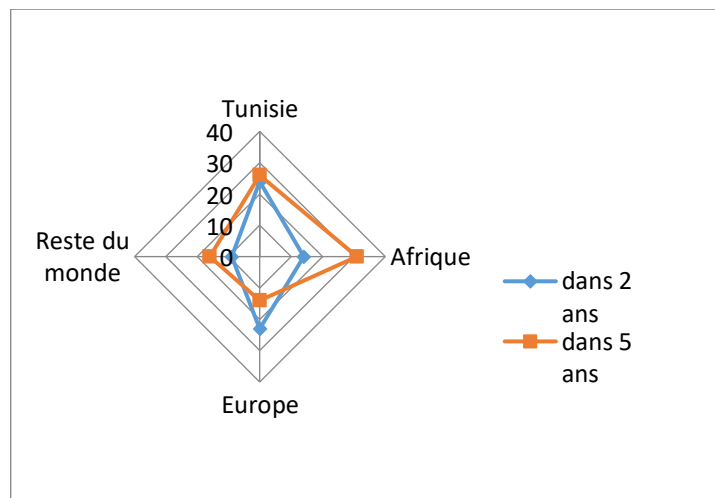 Tunisie
40
30
20
10
0
Reste du
monde
Afrique
Europe
dans 2
ans
dans 5
ans